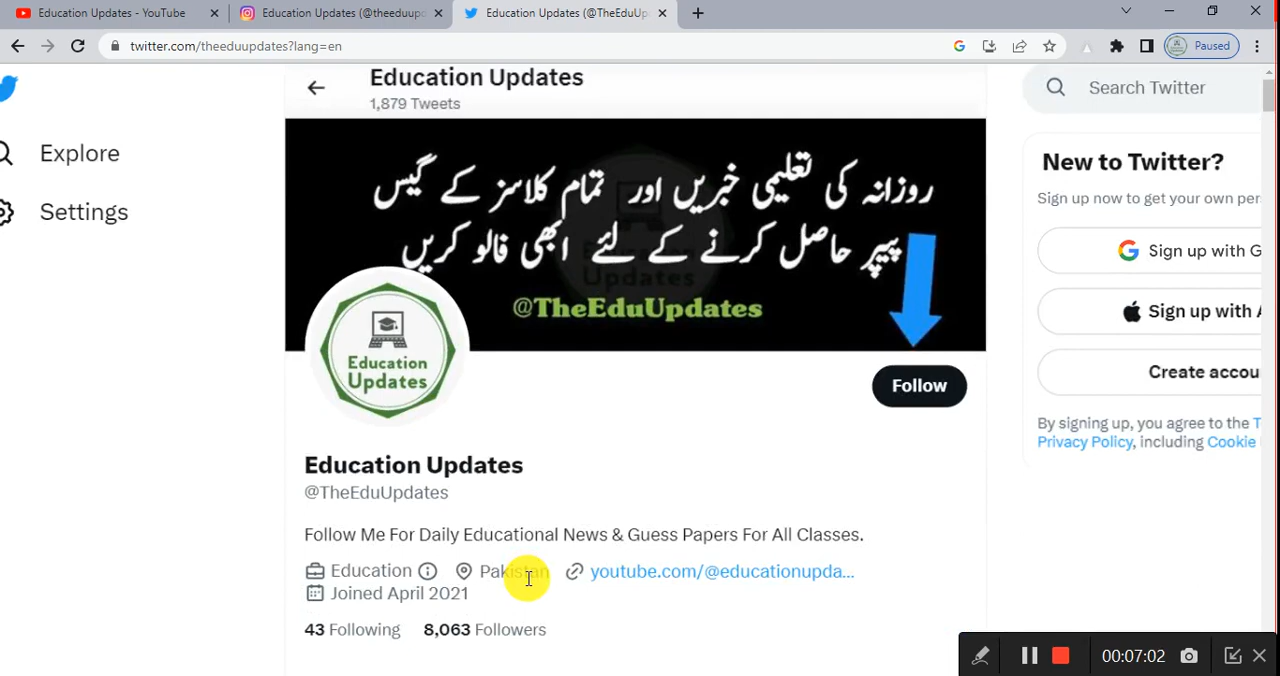 Education Updates - YouTube
Education Updates (@theeduupd
Education Updates (@TheEduUp
twitter.com/theeduupdates?lang=en
Paused
Education Updates
1,879 Tweets
Search Twitter
Explore
Settings
روزانہ کی تعلیمی خبریں اور تمام کلاسز کے گیس
پیپر حاصل کرنے کے لئے ابھی فالو کریں
@TheEduUpdates
Education
Updates
Follow
New to Twitter?
Sign up now to get your own per
Sign up with G
Sign up with A
Create accou
By signing up, you agree to the T
Privacy Policy, including Cookie
Education Updates
@TheEduUpdates
Follow Me For Daily Educational News & Guess Papers For All Classes.
Education Pakistan youtube.com/@educationupda...
Joined April 2021
43 Following 8,063 Followers
00:07:02